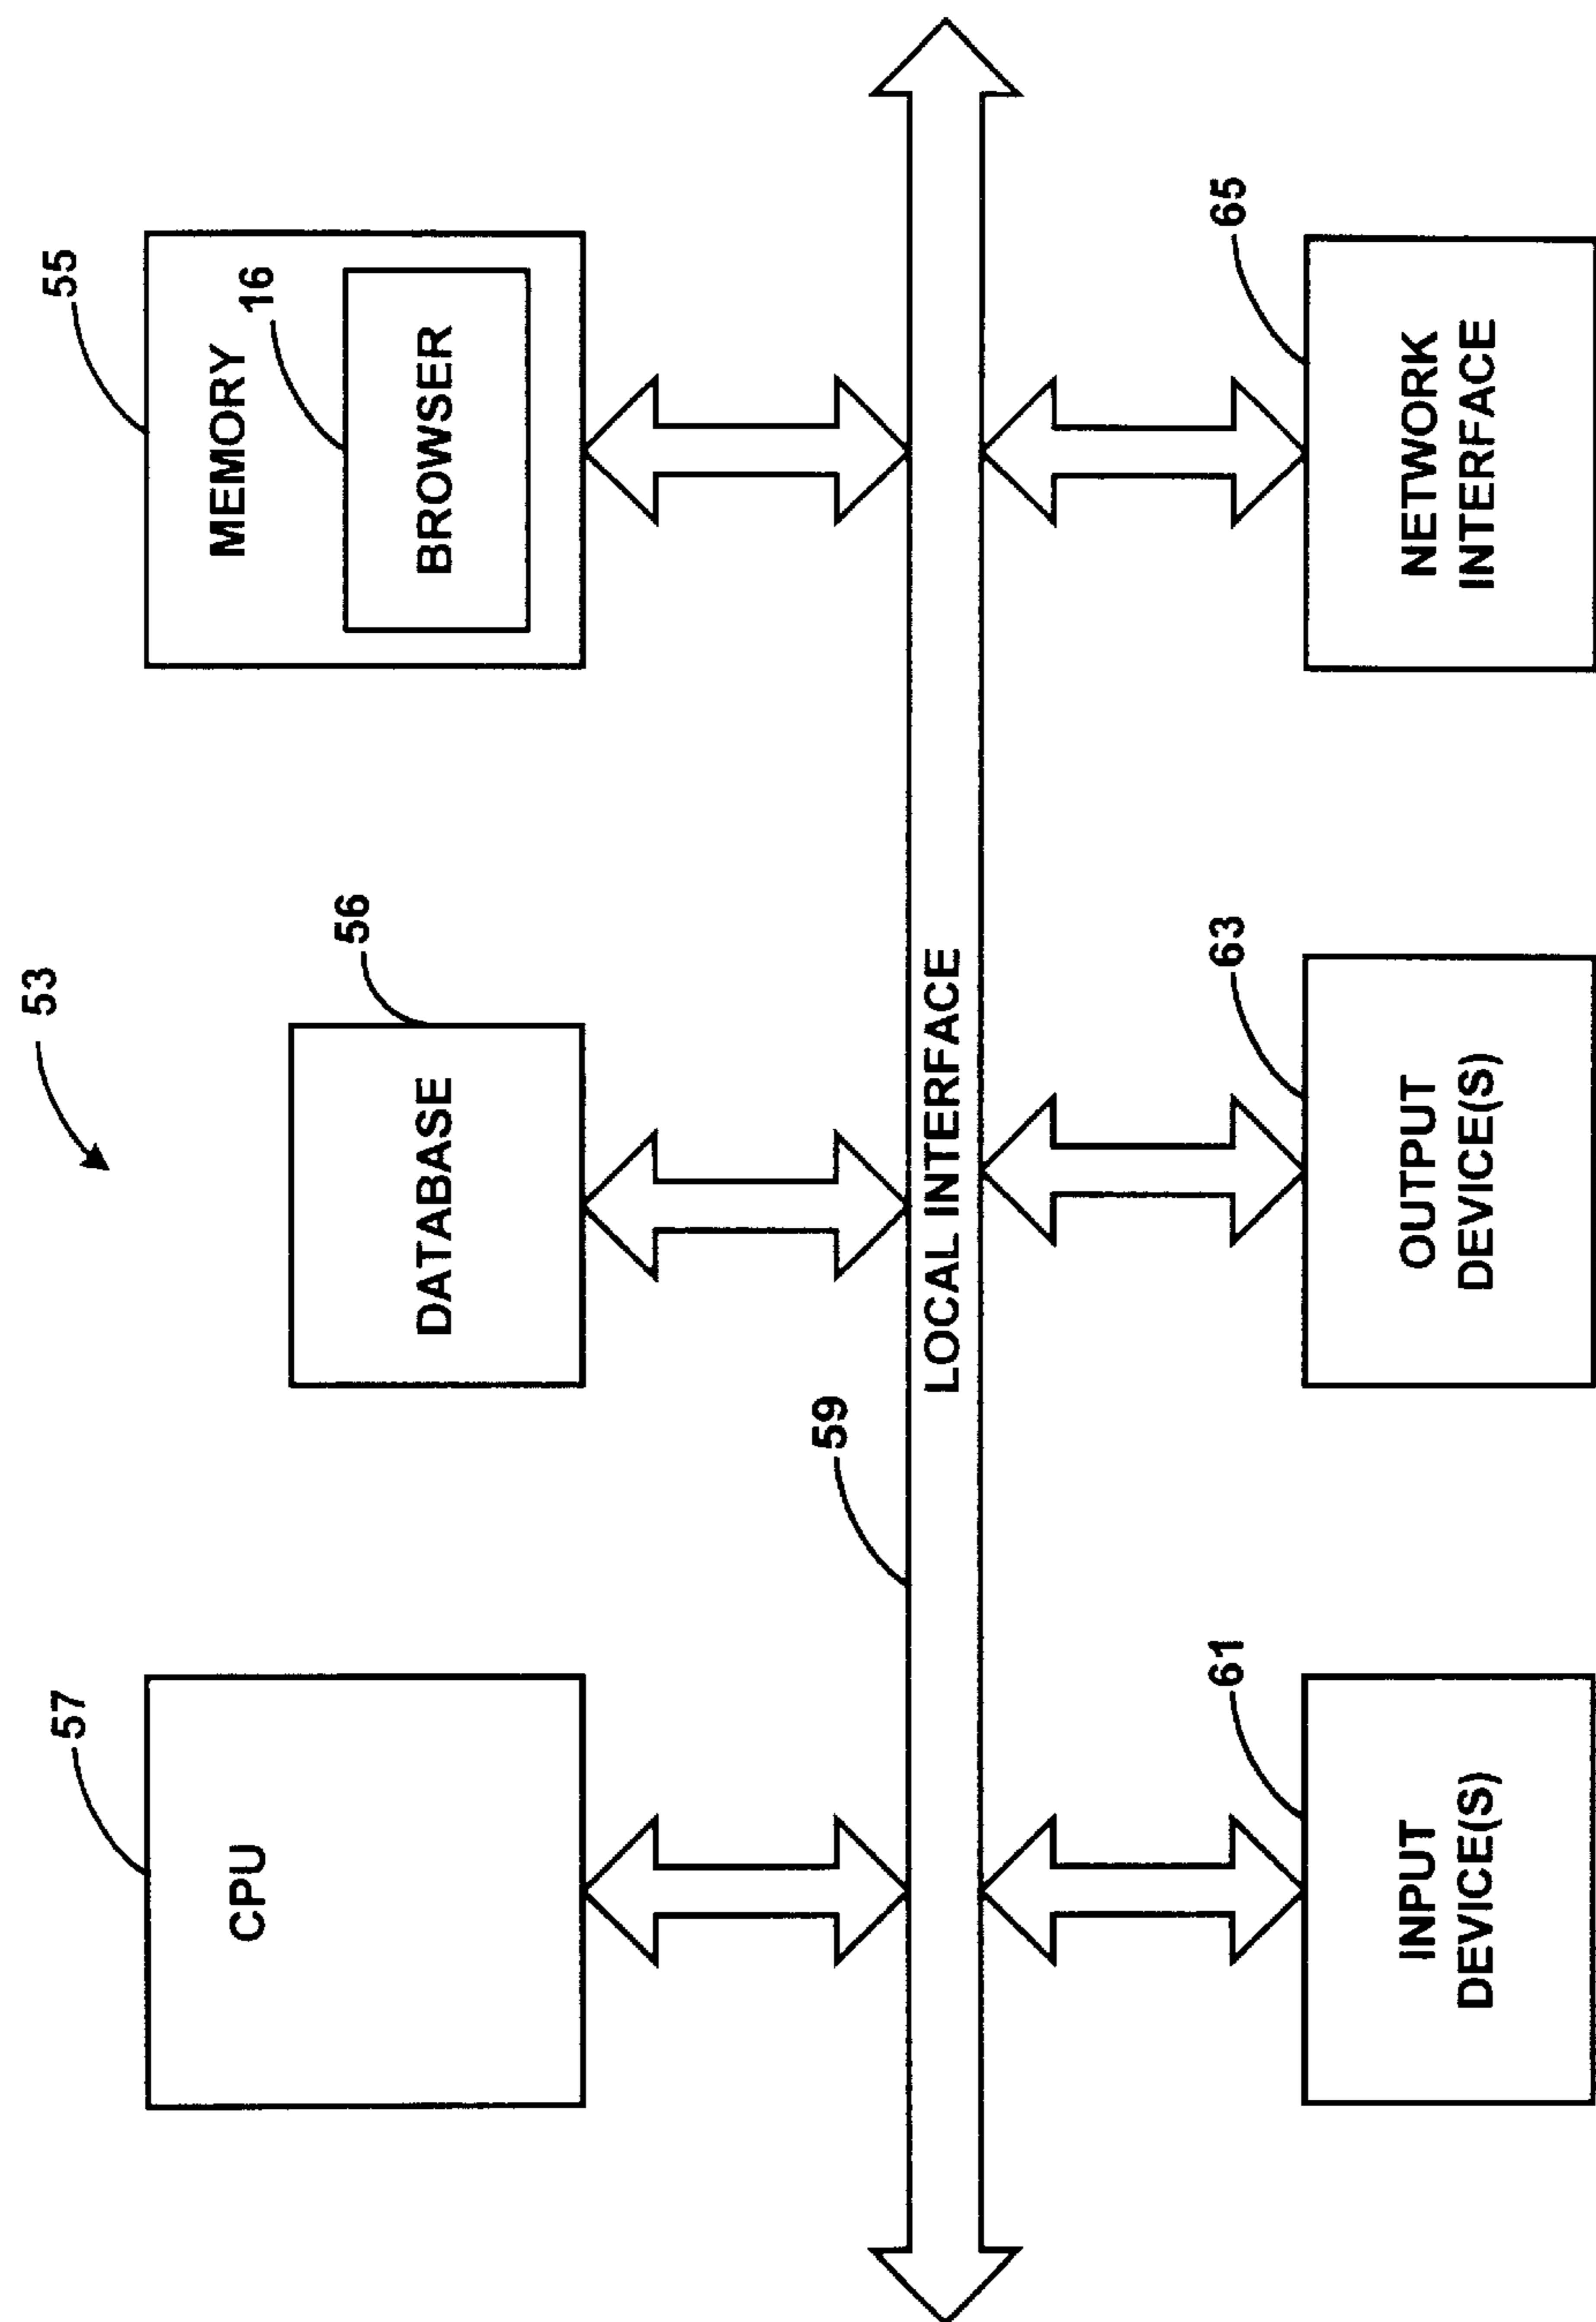 53
57
CPU
56
DATABASE
55
MEMORY
16
BROWSER
59
LOCAL INTERFACE
61
INPUT
DEVICE(S)
63
OUTPUT
DEVICE(S)
65
NETWORK
INTERFACE